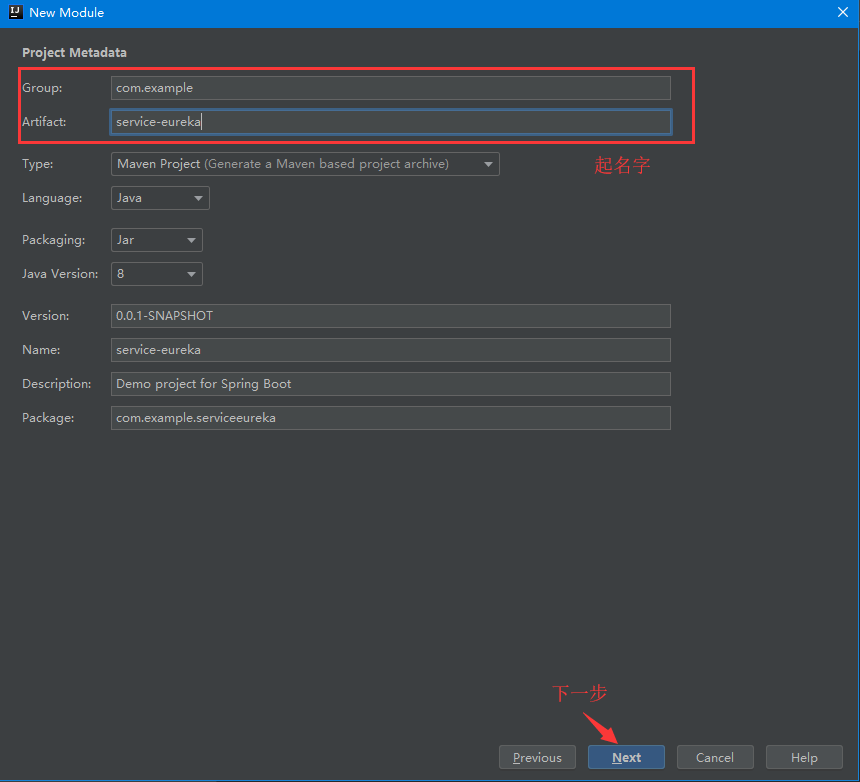 New Module
Project Metadata
Group: com.example
Artifact: service-eureka
Type: Maven Project (Generate a Maven based project archive)
起名字
Language: Java
Packaging: Jar
Java Version: 8
Version: 0.0.1-SNAPSHOT
Name: service-eureka
Description: Demo project for Spring Boot
Package: com.example.serviceeureka
下一步
Previous Next Cancel Help